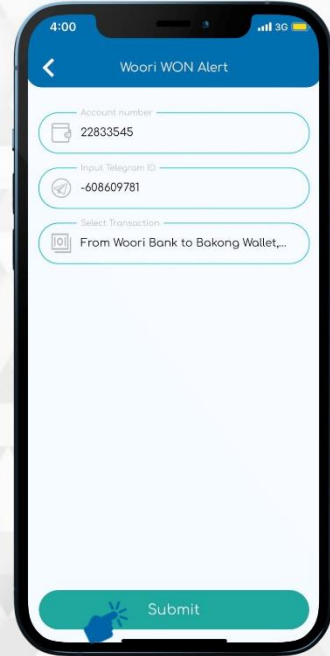 4:00
3G
Woori WON Alert
Account number
22833545
Input Telegram ID
-608609781
Select Transaction
From Woori Bank to Bakong Wallet,...
Submit